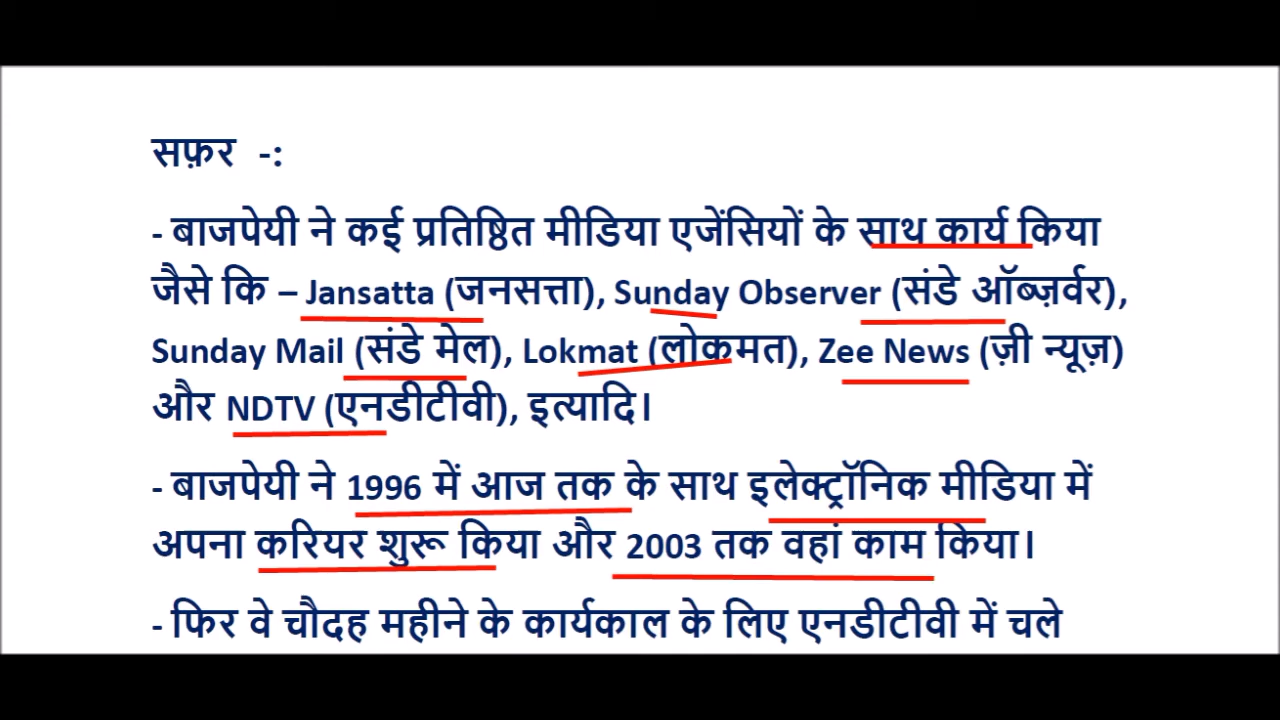 सफ़र -:
- बाजपेयी ने कई प्रतिष्ठित मीडिया एजेंसियों के साथ कार्य किया
जैसे कि – Jansatta (जनसत्ता), Sunday Observer (संडे ऑब्ज़र्वर),
Sunday Mail (संडे मेल), Lokmat (लोकमत), Zee News (ज़ी न्यूज़)
और NDTV (एनडीटीवी), इत्यादि।
- बाजपेयी ने 1996 में आज तक के साथ इलेक्ट्रॉनिक मीडिया में
अपना करियर शुरू किया और 2003 तक वहां काम किया।
- फिर वे चौदह महीने के कार्यकाल के लिए एनडीटीवी में चले